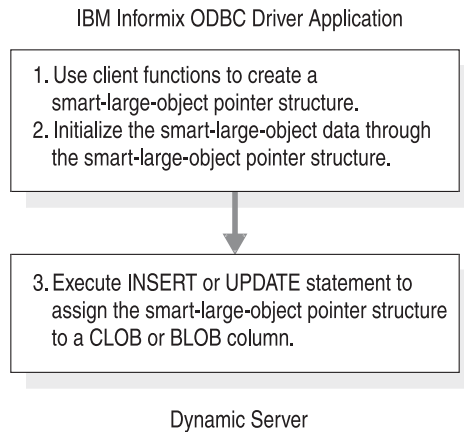 IBM Informix ODBC Driver Application
1. Use client functions to create a
smart-large-object pointer structure.
2. Initialize the smart-large-object data through
the smart-large-object pointer structure.
3. Execute INSERT or UPDATE statement to
assign the smart-large-object pointer structure
to a CLOB or BLOB column.
Dynamic Server